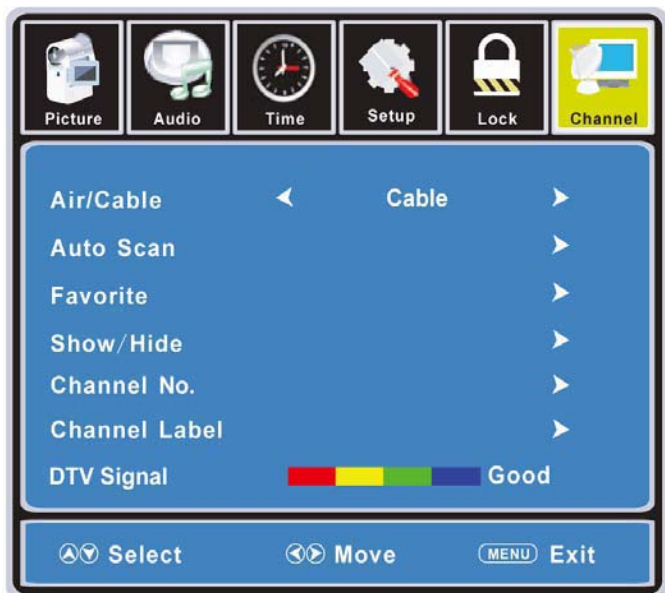 Picture Audio Time Setup Lock Channel
Air/Cable Cable
Auto Scan
Favorite
Show/Hide
Channel No.
Channel Label
DTV Signal Good
Select Move MENU Exit